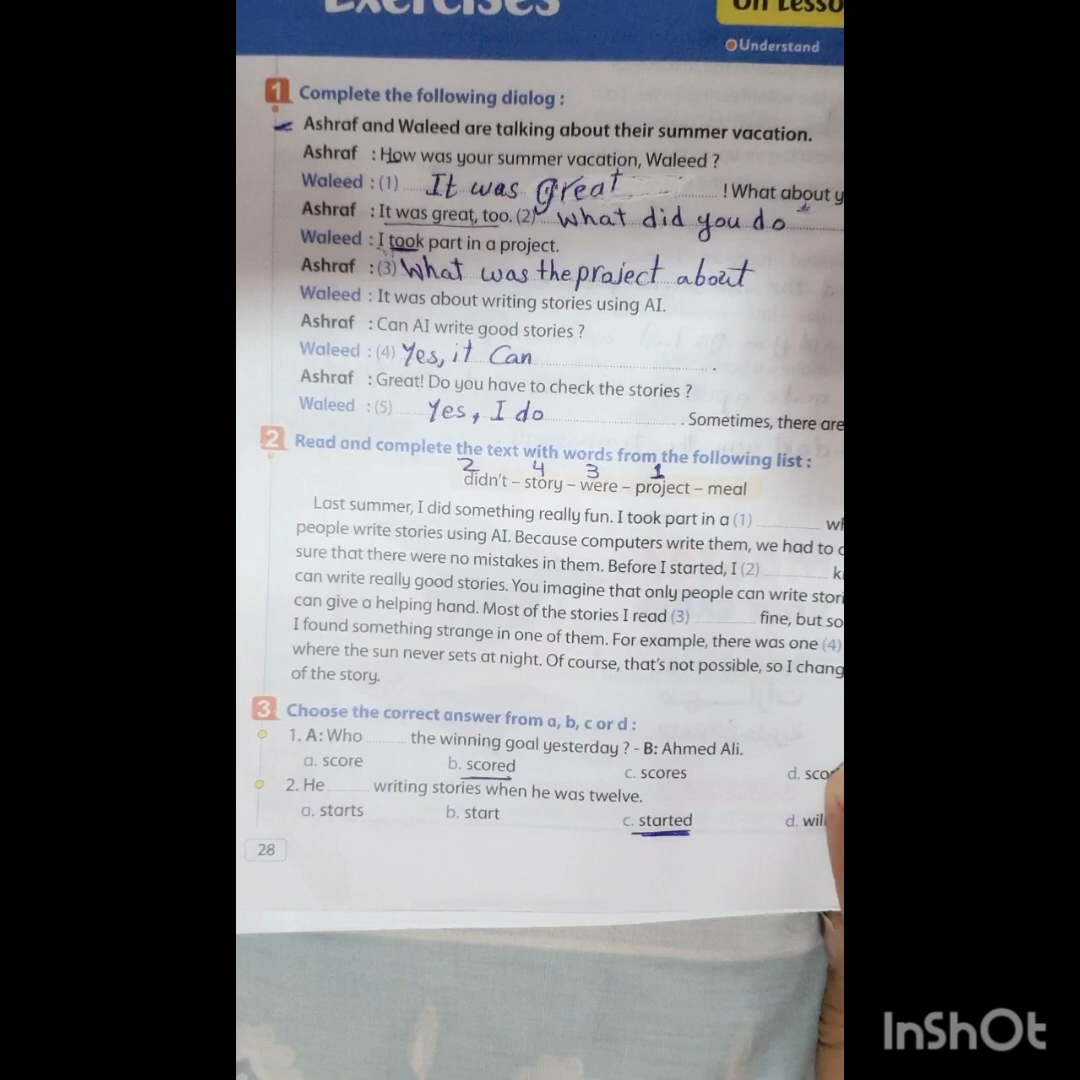 Exercises
On Lesso
Understand
1 Complete the following dialog :
Ashraf and Waleed are talking about their summer vacation.
Ashraf : How was your summer vacation, Waleed ?
Waleed : (1) It was great ! What about y
Ashraf : It was great, too. (2) What did you do
Waleed : I took part in a project.
Ashraf : (3) What was the project about
Waleed : It was about writing stories using AI.
Ashraf : Can AI write good stories ?
Waleed : (4) Yes, it Can .
Ashraf : Great! Do you have to check the stories ?
Waleed : (5) Yes, I do . Sometimes, there are
2 Read and complete the text with words from the following list :
2 4 3 1
didn't – story – were – project – meal
Last summer, I did something really fun. I took part in a (1) wh
people write stories using AI. Because computers write them, we had to c
sure that there were no mistakes in them. Before I started, I (2) k
can write really good stories. You imagine that only people can write stori
can give a helping hand. Most of the stories I read (3) fine, but so
I found something strange in one of them. For example, there was one (4)
where the sun never sets at night. Of course, that's not possible, so I chang
of the story.
3 Choose the correct answer from a, b, c or d :
1. A: Who the winning goal yesterday ? - B: Ahmed Ali.
a. score b. scored c. scores d. scor
2. He writing stories when he was twelve.
a. starts b. start c. started d. wil
28
InShOt